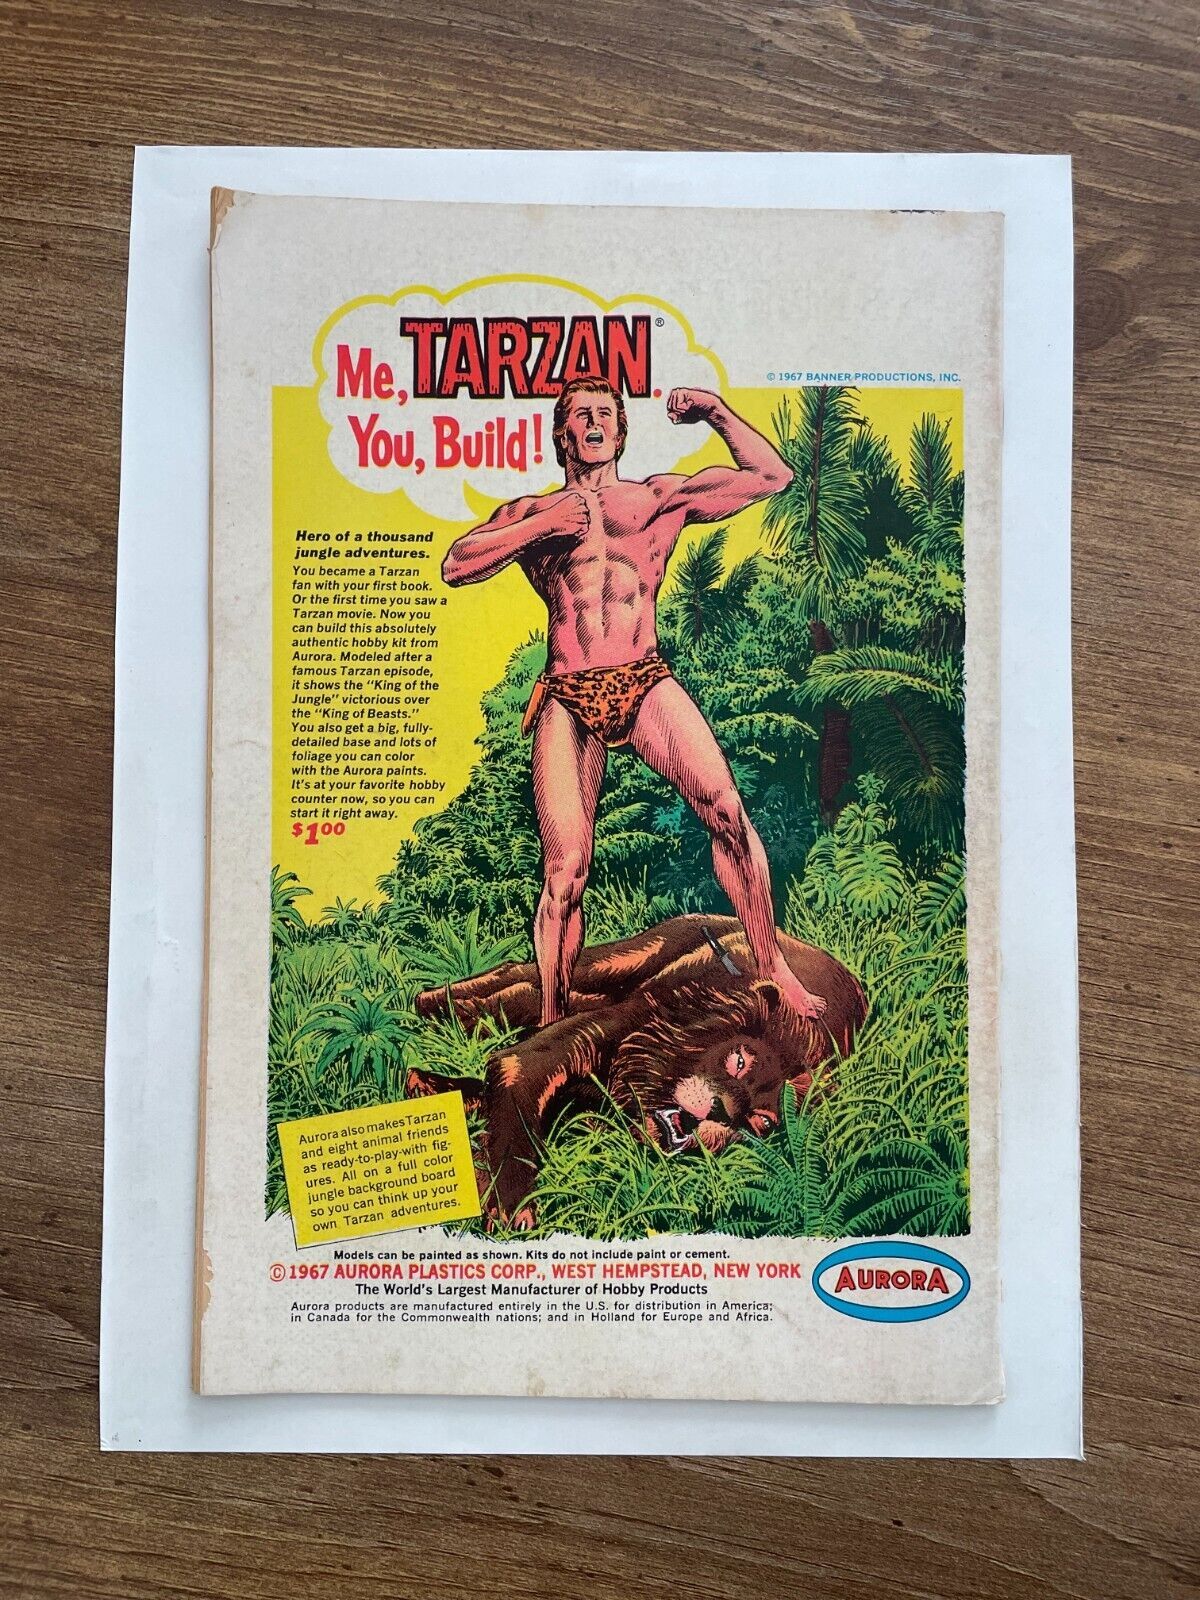 Me, TARZAN®.
You, Build!
© 1967 BANNER PRODUCTIONS, INC.
Hero of a thousand
jungle adventures.
You became a Tarzan
fan with your first book.
Or the first time you saw a
Tarzan movie. Now you
can build this absolutely
authentic hobby kit from
Aurora. Modeled after a
famous Tarzan episode,
it shows the "King of the
Jungle" victorious over
the "King of Beasts."
You also get a big, fully-
detailed base and lots of
foliage you can color
with the Aurora paints.
It's at your favorite hobby
counter now, so you can
start it right away.
$1.00
Aurora also makes Tarzan
and eight animal friends
as ready-to-play-with fig-
ures. All on a full color
jungle background board
so you can think up your
own Tarzan adventures.
Models can be painted as shown. Kits do not include paint or cement.
© 1967 AURORA PLASTICS CORP., WEST HEMPSTEAD, NEW YORK
The World's Largest Manufacturer of Hobby Products
Aurora products are manufactured entirely in the U.S. for distribution in America;
in Canada for the Commonwealth nations; and in Holland for Europe and Africa.
AURORA